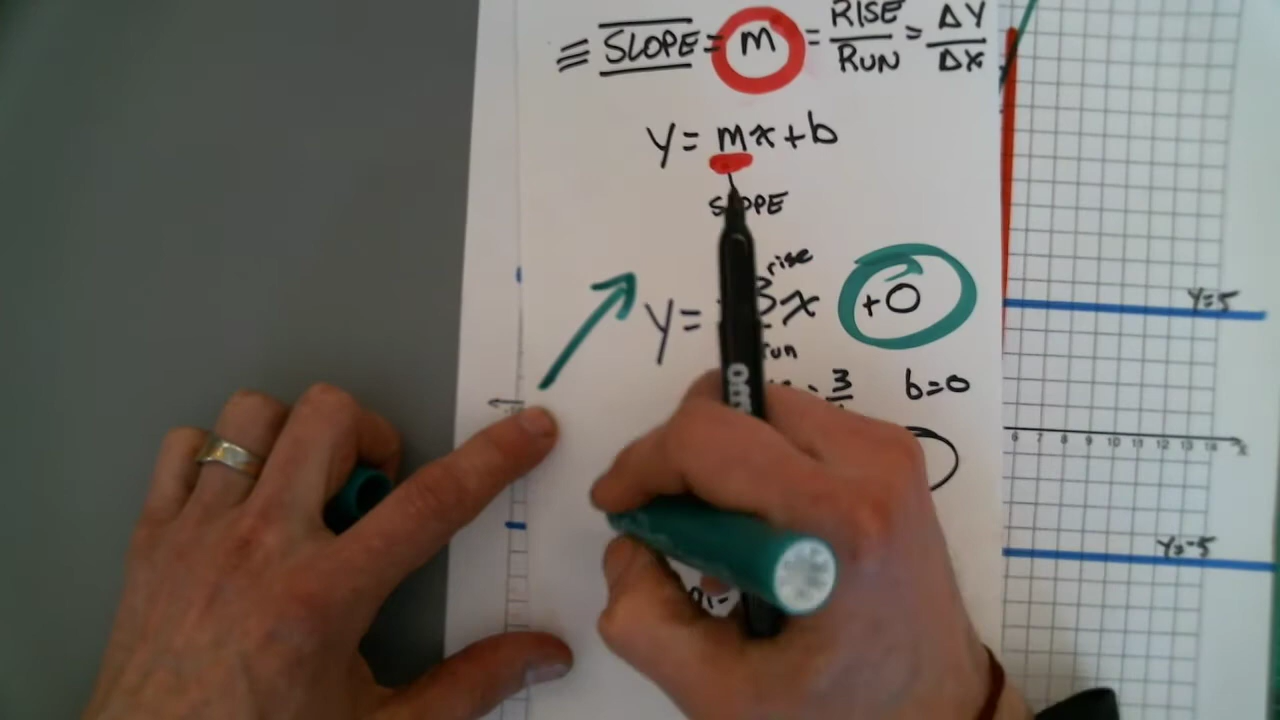 ≡ SLOPE = m = RISE/RUN = ΔY/ΔX
y = mx + b
SLOPE
rise
y = 3x +0
run
3 b=0
Y=5
6 7 8 9 10 11 12 13 14 x
Y=-5